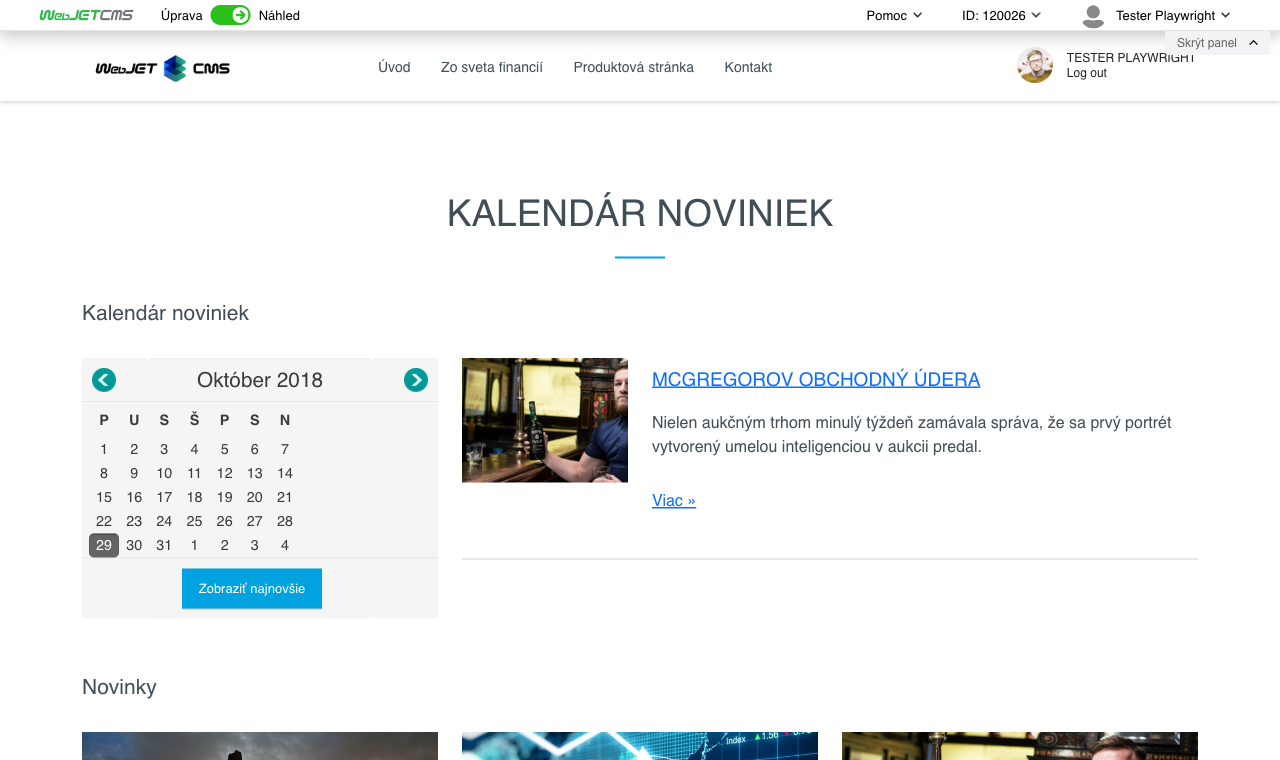 WebJETCMS Úprava Náhľad Pomoc ID: 120026 Tester Playwright
Skrýt panel
WebJET CMS Úvod Zo sveta financií Produktová stránka Kontakt TESTER PLAYWRIGHT
Log out
KALENDÁR NOVINIEK
Kalendár noviniek
Október 2018
P U S Š P S N
1 2 3 4 5 6 7
8 9 10 11 12 13 14
15 16 17 18 19 20 21
22 23 24 25 26 27 28
29 30 31 1 2 3 4
Zobraziť najnovšie
MCGREGOROV OBCHODNÝ ÚDERA
Nielen aukčným trhom minulý týždeň zamávala správa, že sa prvý portrét
vytvorený umelou inteligenciou v aukcii predal.
Viac »
Novinky
Index 1.56